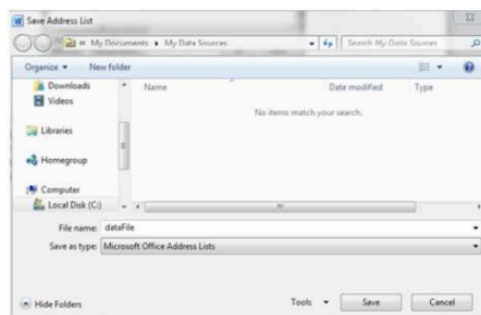 Save Address List
« My Documents ▸ My Data Sources
Search My Data Sources
Organize ▾ New folder
Downloads
Name Date modified Type
Videos
No items match your search.
Libraries
Homegroup
Computer
Local Disk (C:)
File name: dataFile
Save as type: Microsoft Office Address Lists
Hide Folders Tools ▾ Save Cancel